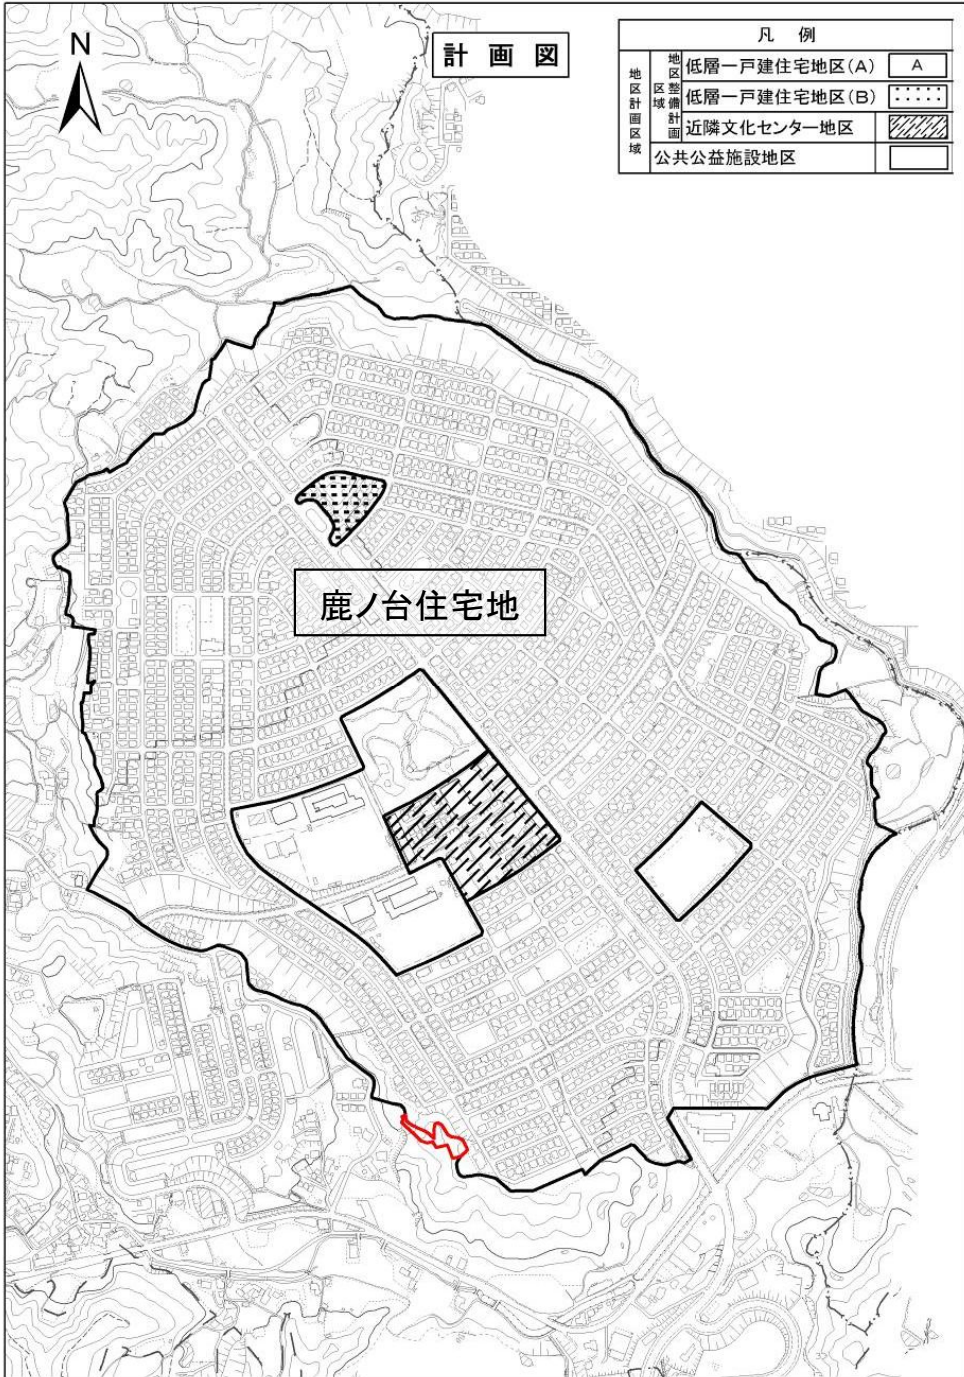 N
計画図
凡例
地区計画区域
地区整備計画区域
低層一戸建住宅地区(A)
A
低層一戸建住宅地区(B)
近隣文化センター地区
公共公益施設地区
鹿ノ台住宅地